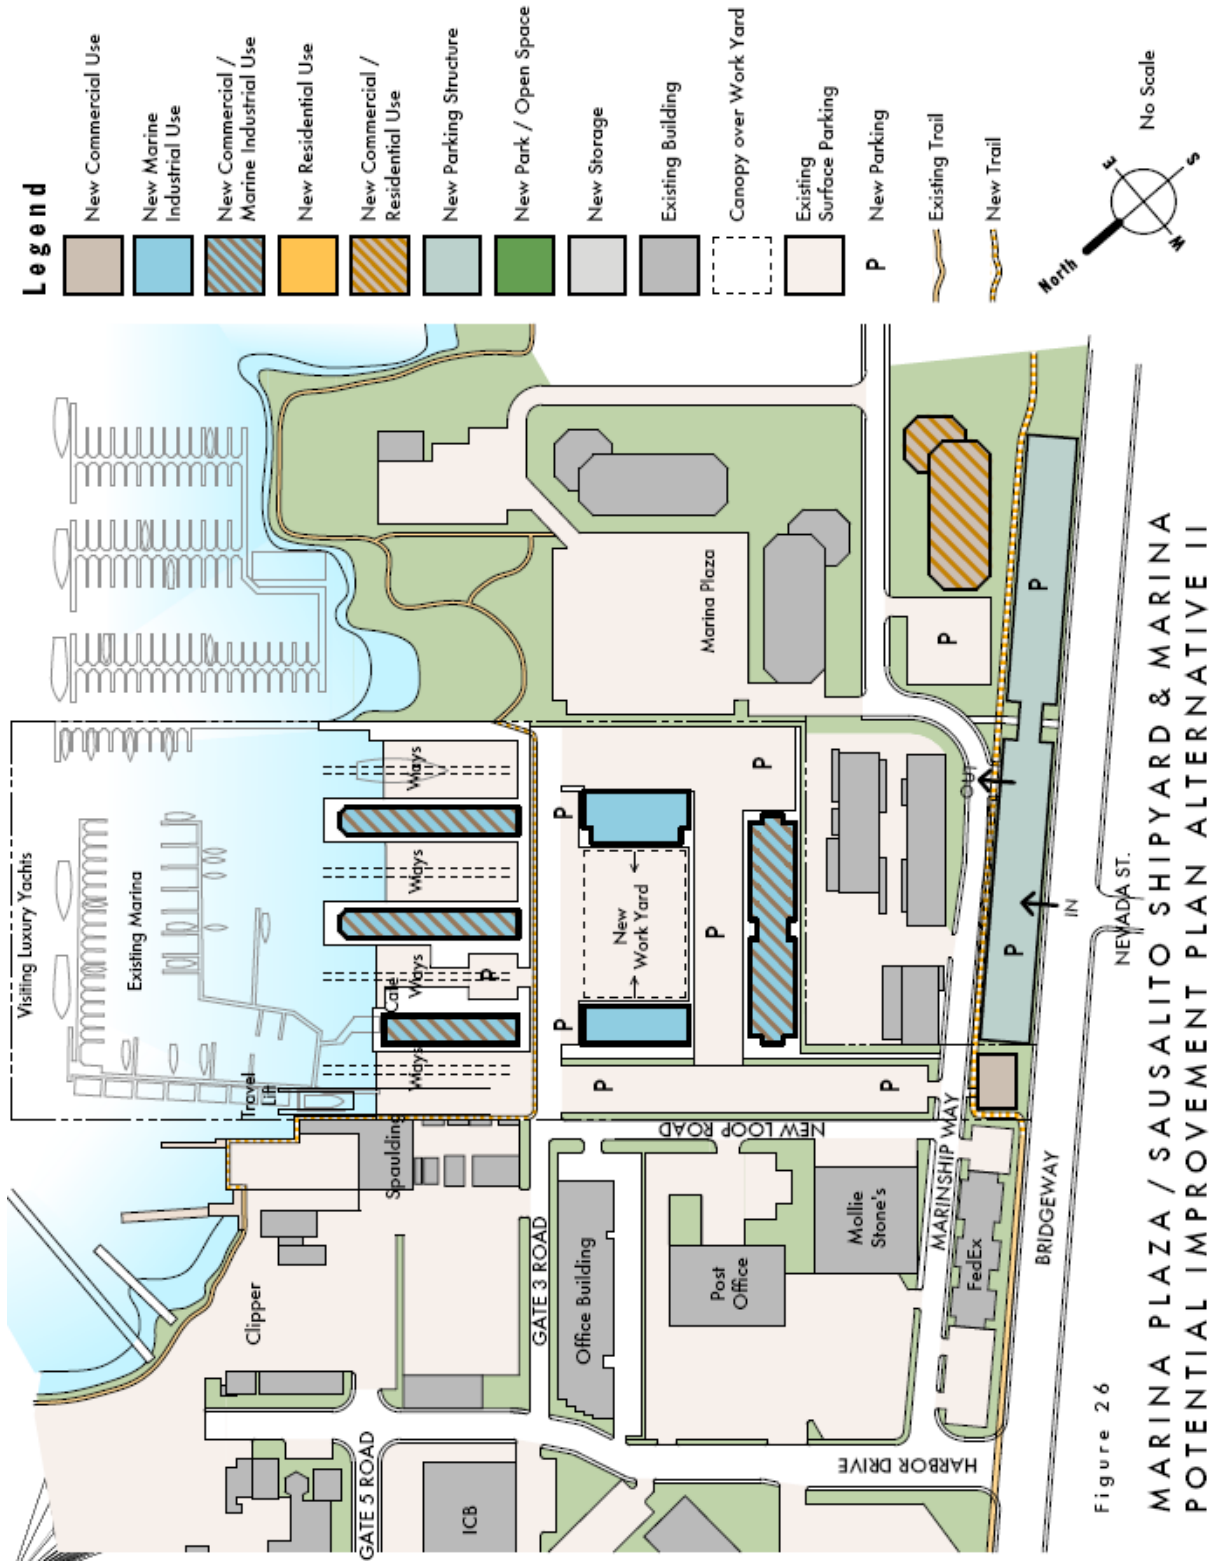 Legend
New Commercial Use
New Marine
Industrial Use
New Commercial /
Marine Industrial Use
New Residential Use
New Commercial /
Residential Use
New Parking Structure
New Park / Open Space
New Storage
Existing Building
Canopy over Work Yard
Existing
Surface Parking
P
New Parking
Existing Trail
New Trail
North
E
S
W
No Scale
Visiting Luxury Yachts
Existing Marina
Travel
Lift
Ways
Ways
Ways
Ways
Cafe
P
Spaulding
Clipper
GATE 5 ROAD
ICB
GATE 3 ROAD
Office Building
Post
Office
Mollie
Stone's
FedEx
HARBOR DRIVE
NEW LOOP ROAD
MARINSHIP WAY
BRIDGEWAY
NEVADA ST.
P
P
New
Work Yard
P
P
P
P
Marina Plaza
P
OUT
IN
P
P
Figure 26
MARINA PLAZA / SAUSALITO SHIPYARD & MARINA
POTENTIAL IMPROVEMENT PLAN ALTERNATIVE II